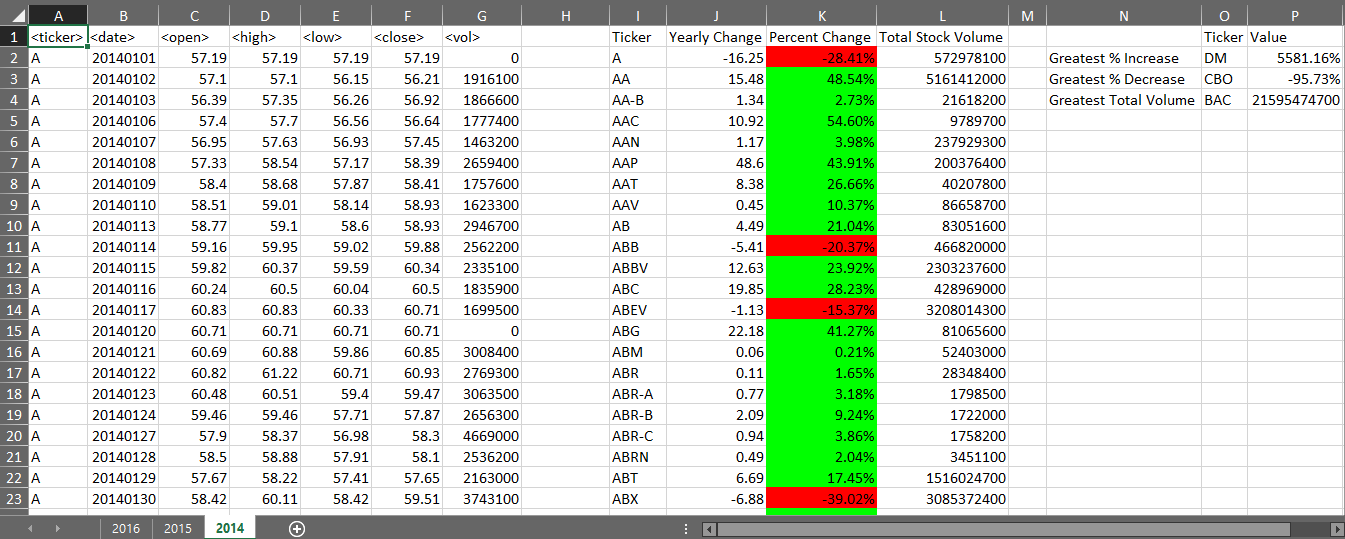 A B C D E F G H I J K L M N O P
1 <ticker> <date> <open> <high> <low> <close> <vol> Ticker Yearly Change Percent Change Total Stock Volume Ticker Value
2 A 20140101 57.19 57.19 57.19 57.19 0 A -16.25 -28.41% 572978100 Greatest % Increase DM 5581.16%
3 A 20140102 57.1 57.1 56.15 56.21 1916100 AA 15.48 48.54% 5161412000 Greatest % Decrease CBO -95.73%
4 A 20140103 56.39 57.35 56.26 56.92 1866600 AA-B 1.34 2.73% 21618200 Greatest Total Volume BAC 21595474700
5 A 20140106 57.4 57.7 56.56 56.64 1777400 AAC 10.92 54.60% 9789700
6 A 20140107 56.95 57.63 56.93 57.45 1463200 AAN 1.17 3.98% 237929300
7 A 20140108 57.33 58.54 57.17 58.39 2659400 AAP 48.6 43.91% 200376400
8 A 20140109 58.4 58.68 57.87 58.41 1757600 AAT 8.38 26.66% 40207800
9 A 20140110 58.51 59.01 58.14 58.93 1623300 AAV 0.45 10.37% 86658700
10 A 20140113 58.77 59.1 58.6 58.93 2946700 AB 4.49 21.04% 83051600
11 A 20140114 59.16 59.95 59.02 59.88 2562200 ABB -5.41 -20.37% 466820000
12 A 20140115 59.82 60.37 59.59 60.34 2335100 ABBV 12.63 23.92% 2303237600
13 A 20140116 60.24 60.5 60.04 60.5 1835900 ABC 19.85 28.23% 428969000
14 A 20140117 60.83 60.83 60.33 60.71 1699500 ABEV -1.13 -15.37% 3208014300
15 A 20140120 60.71 60.71 60.71 60.71 0 ABG 22.18 41.27% 81065600
16 A 20140121 60.69 60.88 59.86 60.85 3008400 ABM 0.06 0.21% 52403000
17 A 20140122 60.82 61.22 60.71 60.93 2769300 ABR 0.11 1.65% 28348400
18 A 20140123 60.48 60.51 59.4 59.47 3063500 ABR-A 0.77 3.18% 1798500
19 A 20140124 59.46 59.46 57.71 57.87 2656300 ABR-B 2.09 9.24% 1722000
20 A 20140127 57.9 58.37 56.98 58.3 4669000 ABR-C 0.94 3.86% 1758200
21 A 20140128 58.5 58.88 57.91 58.1 2536200 ABRN 0.49 2.04% 3451100
22 A 20140129 57.67 58.22 57.41 57.65 2163000 ABT 6.69 17.45% 1516024700
23 A 20140130 58.42 60.11 58.42 59.51 3743100 ABX -6.88 -39.02% 3085372400
2016 2015 2014